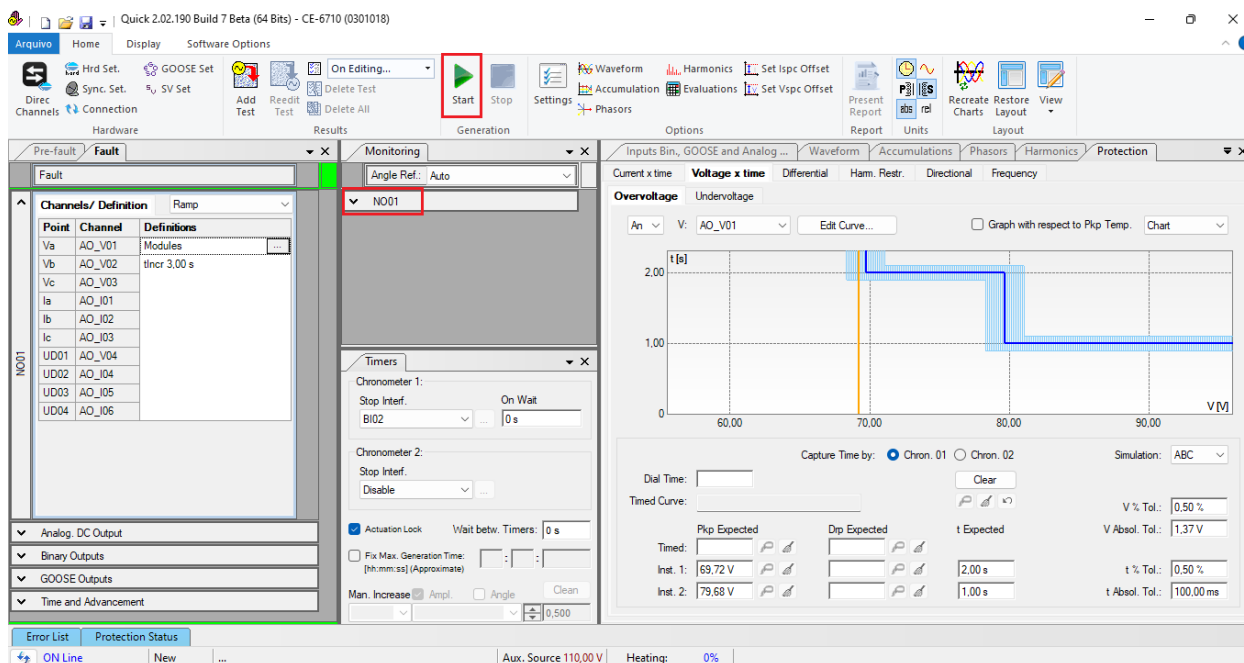 Quick 2.02.190 Build 7 Beta (64 Bits) - CE-6710 (0301018)
Arquivo Home Display Software Options
Direc Channels
Hrd Set.
Sync. Set.
Connection
GOOSE Set
SV Set
Hardware
Add Test
Reedit Test
On Editing...
Delete Test
Delete All
Results
Start
Stop
Generation
Settings
Waveform
Accumulation
Phasors
Harmonics
Evaluations
Set Ispc Offset
Set Vspc Offset
Options
Present Report
Report
abs rel
Units
Recreate Charts
Restore Layout
View
Layout
Pre-fault Fault
Fault
NO01
Channels/ Definition Ramp
Point Channel Definitions
Va AO_V01 Modules ...
Vb AO_V02 tIncr 3,00 s
Vc AO_V03
Ia AO_I01
Ib AO_I02
Ic AO_I03
UD01 AO_V04
UD02 AO_I04
UD03 AO_I05
UD04 AO_I06
Analog. DC Output
Binary Outputs
GOOSE Outputs
Time and Advancement
Monitoring
Angle Ref.: Auto
NO01
Timers
Chronometer 1:
Stop Interf. On Wait
BI02 ... 0 s
Chronometer 2:
Stop Interf.
Disable ...
Actuation Lock Wait betw. Timers: 0 s
Fix Max. Generation Time: : :
[hh:mm:ss] (Approximate)
Clean
Man. Increase Ampl. Angle
0,500
Inputs Bin., GOOSE and Analog ... Waveform Accumulations Phasors Harmonics Protection
Current x time Voltage x time Differential Harm. Restr. Directional Frequency
Overvoltage Undervoltage
An V: AO_V01 Edit Curve... Graph with respect to Pkp Temp. Chart
t [s]
2,00
1,00
0
60,00 70,00 80,00 90,00
V [V]
Capture Time by: Chron. 01 Chron. 02 Simulation: ABC
Dial Time: Clear
Timed Curve:
V % Tol.: 0,50 %
Pkp Expected Drp Expected t Expected V Absol. Tol.: 1,37 V
Timed:
Inst. 1: 69,72 V 2,00 s t % Tol.: 0,50 %
Inst. 2: 79,68 V 1,00 s t Absol. Tol.: 100,00 ms
Error List Protection Status
ON Line New ... Aux. Source 110,00 V Heating: 0%